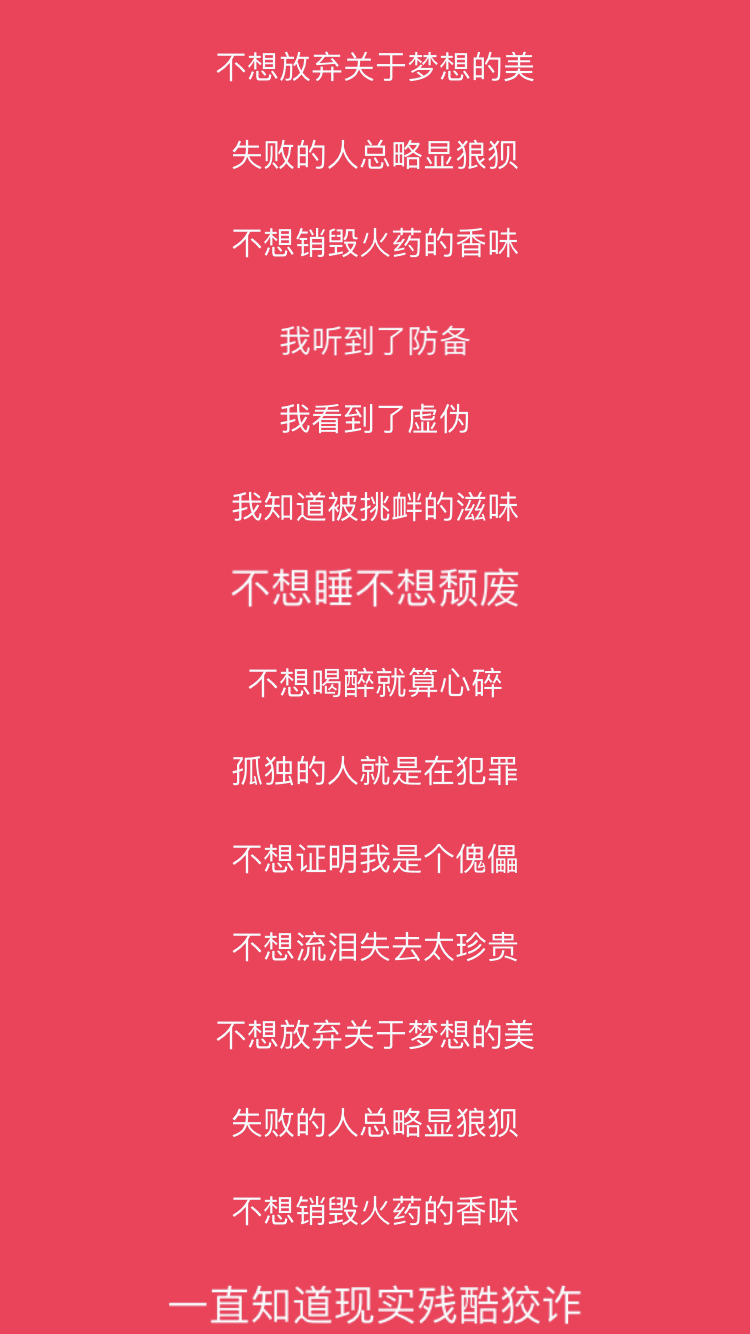 不想放弃关于梦想的美
失败的人总略显狼狈
不想销毁火药的香味
我听到了防备
我看到了虚伪
我知道被挑衅的滋味
不想睡不想颓废
不想喝醉就算心碎
孤独的人就是在犯罪
不想证明我是个傀儡
不想流泪失去太珍贵
不想放弃关于梦想的美
失败的人总略显狼狈
不想销毁火药的香味
一直知道现实残酷狡诈